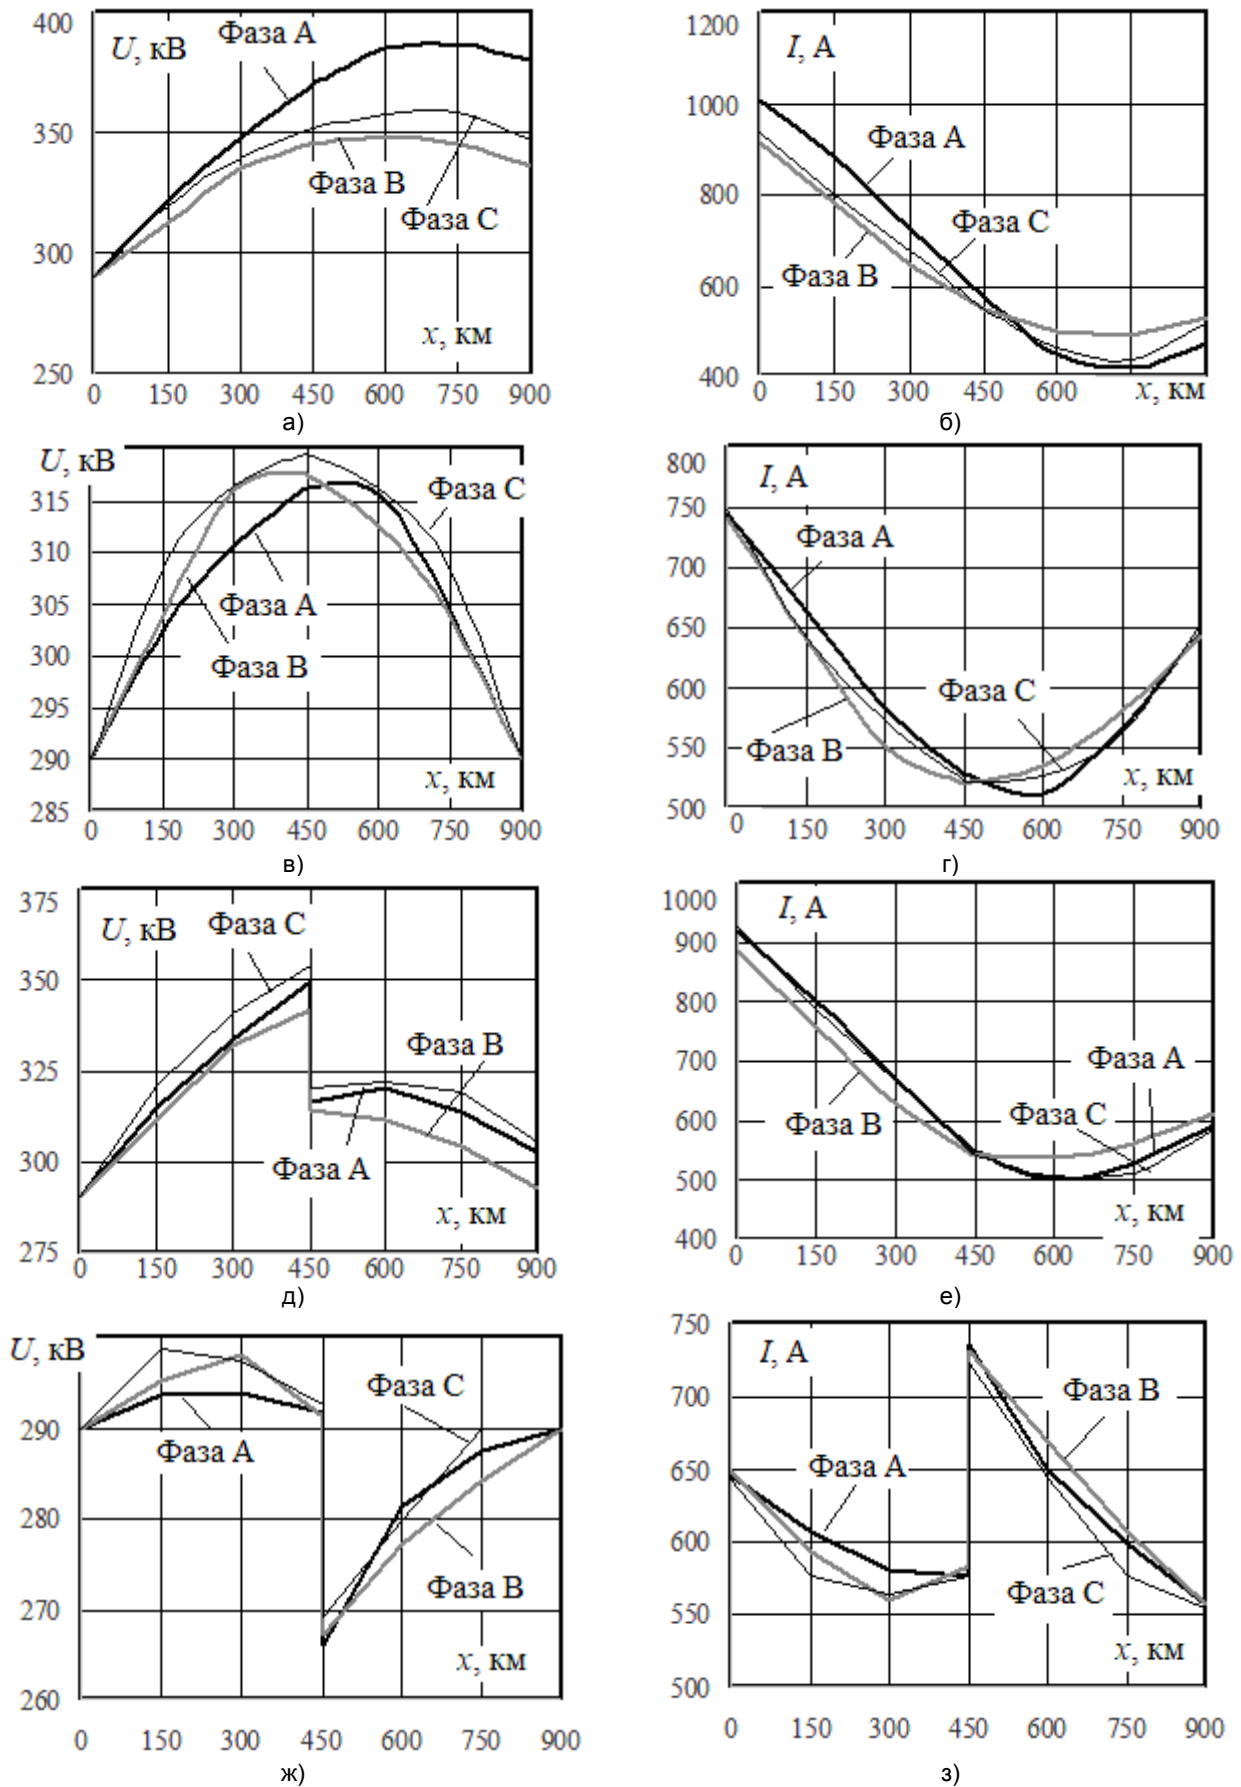 400
U, кВ
Фаза А
350
Фаза В
Фаза С
300
x, км
250
0 150 300 450 600 750 900
а)
1200
I, А
1000
Фаза А
800
Фаза С
Фаза В
600
400
0 150 300 450 600 x, км
б)
U, кВ
315
Фаза С
310
305
Фаза А
300
Фаза В
295
290
x, км
285
0 150 300 450 600 750 900
в)
800
I, А
750
Фаза А
700
650
600
Фаза С
550
Фаза В
x, км
500
0 150 300 450 600 750 900
г)
375
U, кВ
Фаза С
350
Фаза В
325
300
Фаза А
x, км
275
0 150 300 450 600 750 900
д)
1000
I, А
900
800
700
Фаза А
600
Фаза В
Фаза С
500
x, км
400
0 150 300 450 600 750 900
е)
U, кВ
Фаза С
290
Фаза А
280
Фаза В
270
x, км
260
0 150 300 450 600 750 900
ж)
750
I, А
700
Фаза В
650
Фаза А
600
Фаза С
550
x, км
500
0 150 300 450 600 750 900
з)